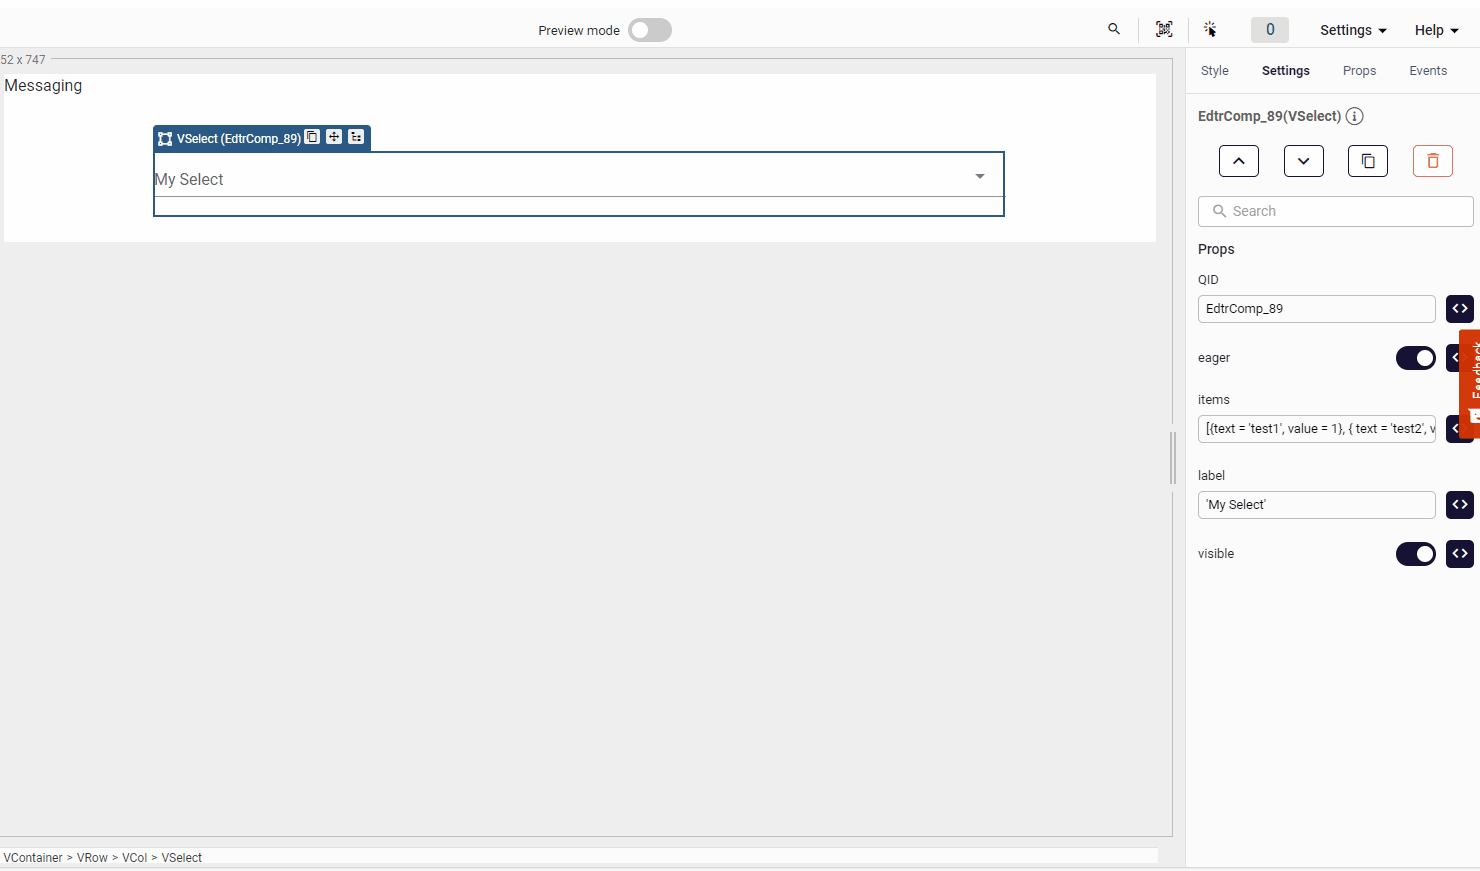 Preview mode
0
Settings
Help
52 x 747
Messaging
VSelect (EdtrComp_89)
My Select
Style
Settings
Props
Events
EdtrComp_89(VSelect)
Search
Props
QID
EdtrComp_89
eager
items
[{text = 'test1', value = 1}, { text = 'test2', v
label
'My Select'
visible
Feedback
VContainer > VRow > VCol > VSelect